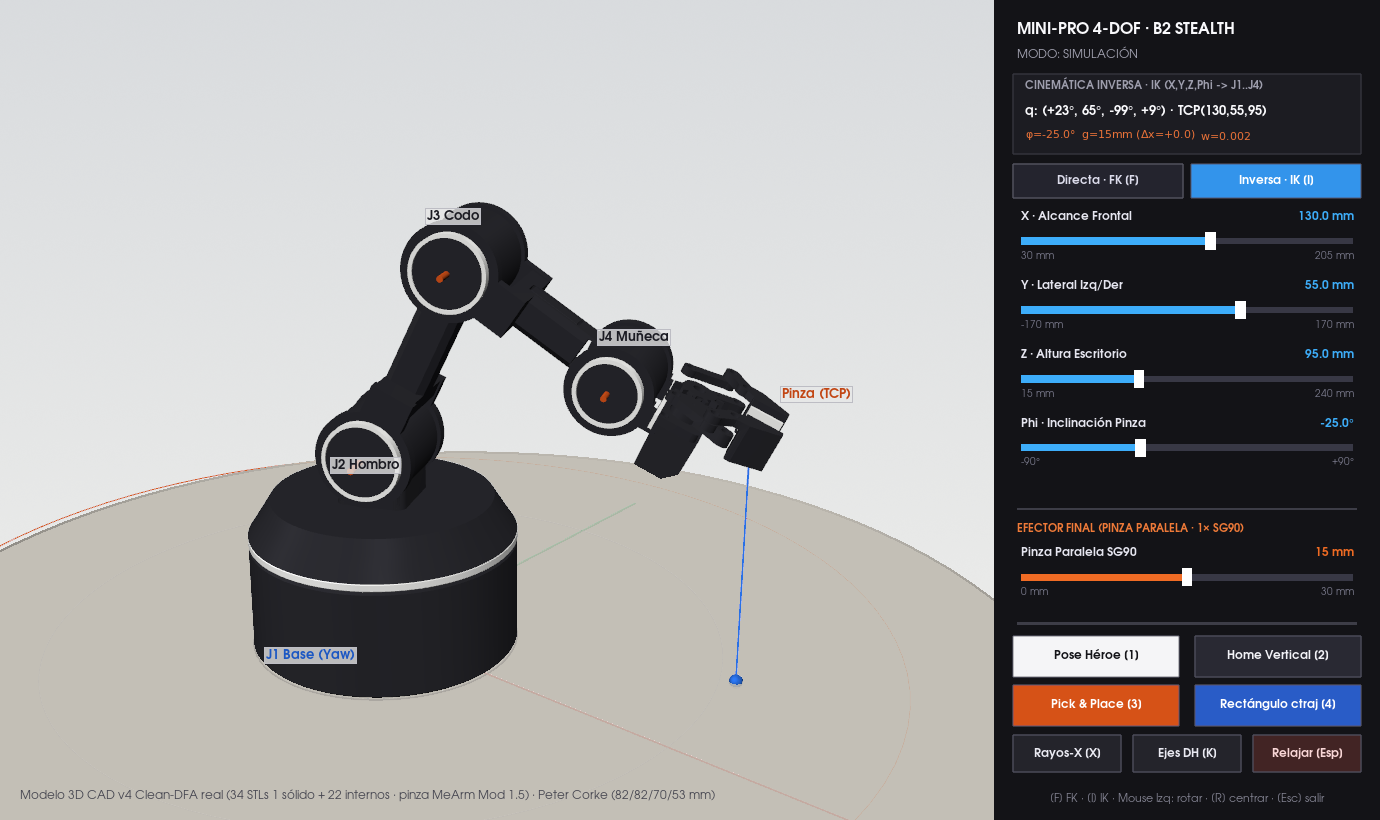 J3 Codo
J4 Muñeca
Pinza (TCP)
J2 Hombro
J1 Base (Yaw)
Modelo 3D CAD v4 Clean-DFA real (34 STLs 1 sólido + 22 internos · pinza MeArm Mod 1.5) · Peter Corke (82/82/70/53 mm)
MINI-PRO 4-DOF · B2 STEALTH
MODO: SIMULACIÓN
CINEMÁTICA INVERSA · IK (X,Y,Z,Phi -> J1..J4)
q: (+23°, 65°, -99°, +9°) · TCP(130,55,95)
φ=-25.0° g=15mm (Δx=+0.0) w=0.002
Directa · FK (F)
Inversa · IK (I)
X · Alcance Frontal 130.0 mm
30 mm 205 mm
Y · Lateral Izq/Der 55.0 mm
-170 mm 170 mm
Z · Altura Escritorio 95.0 mm
15 mm 240 mm
Phi · Inclinación Pinza -25.0°
-90° +90°
EFECTOR FINAL (PINZA PARALELA · 1× SG90)
Pinza Paralela SG90 15 mm
0 mm 30 mm
Pose Héroe (1)
Home Vertical (2)
Pick & Place (3)
Rectángulo ctraj (4)
Rayos-X (X)
Ejes DH (K)
Relajar (Esp)
(F) FK · (I) IK · Mouse Izq: rotar · (R) centrar · (Esc) salir